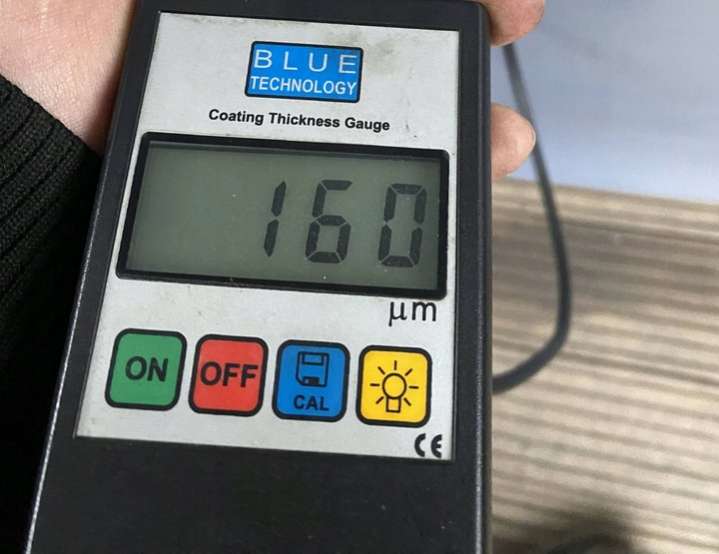 BLUE
TECHNOLOGY
Coating Thickness Gauge
160
μm
ON OFF CAL
CE